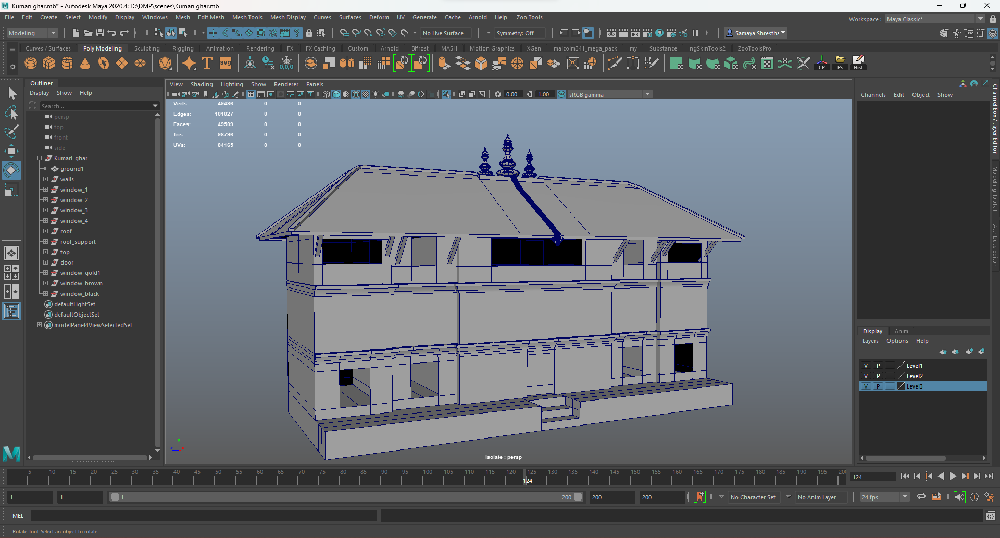 Kumari ghar.mb* - Autodesk Maya 2020.4: D:\DMP\scenes\Kumari ghar.mb
File Edit Create Select Modify Display Windows Mesh Edit Mesh Mesh Tools Mesh Display Curves Surfaces Deform UV Generate Cache Arnold Help Zoo Tools
Workspace : Maya Classic*
Modeling No Live Surface Symmetry: Off IPR Samaya Shrestha
Curves / Surfaces Poly Modeling Sculpting Rigging Animation Rendering FX FX Caching Custom Arnold Bifrost MASH Motion Graphics XGen malcolm341_mega_pack my Substance ngSkinTools2 ZooToolsPro
T SVG 0,0,0 CP ES Hist
Outliner
Display Show Help
Search...
persp
top
front
side
Kumari_ghar
ground1
walls
window_1
window_2
window_3
window_4
roof
roof_support
top
door
window_gold1
window_brown
window_black
defaultLightSet
defaultObjectSet
modelPanel4ViewSelectedSet
View Shading Lighting Show Renderer Panels
0.00 1.00 ON sRGB gamma
Verts: 49486 0 0
Edges: 101027 0 0
Faces: 49509 0 0
Tris: 98796 0 0
UVs: 84165 0 0
y
z x
Isolate : persp
Channels Edit Object Show
Channel Box / Layer Editor
Modeling Toolkit
Attribute Editor
Display Anim
Layers Options Help
V P Level1
V P Level2
V P Level3
5 10 15 20 25 30 35 40 45 50 55 60 65 70 75 80 85 90 95 100 105 110 115 120 125 130 135 140 145 150 155 160 165 170 175 180 185 190 195 200
124
124
1 1 1 200 200 200 No Character Set No Anim Layer 24 fps
MEL
Rotate Tool: Select an object to rotate.